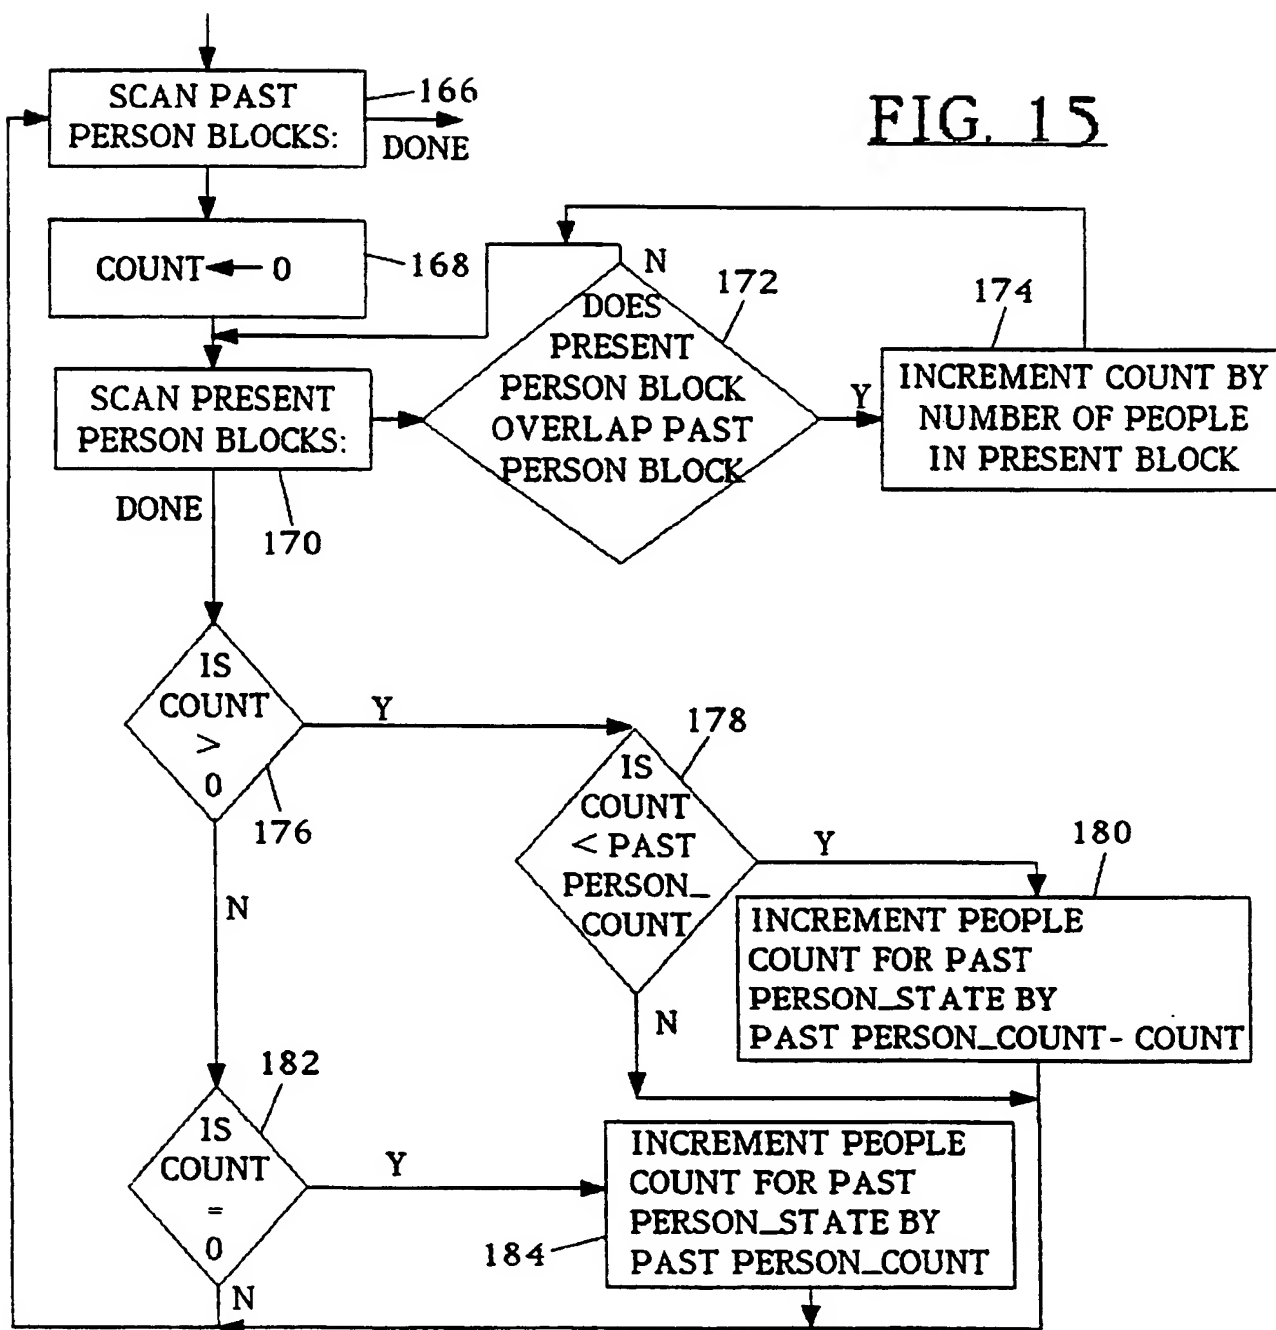 FIG. 15
SCAN PAST
PERSON BLOCKS:
166
DONE
COUNT ← 0
168
N
DOES
PRESENT
PERSON BLOCK
OVERLAP PAST
PERSON BLOCK
172
Y
174
INCREMENT COUNT BY
NUMBER OF PEOPLE
IN PRESENT BLOCK
SCAN PRESENT
PERSON BLOCKS:
DONE
170
IS
COUNT
>
0
176
Y
N
178
IS
COUNT
< PAST
PERSON_
COUNT
Y
N
180
INCREMENT PEOPLE
COUNT FOR PAST
PERSON_STATE BY
PAST PERSON_COUNT- COUNT
182
IS
COUNT
=
0
Y
N
184
INCREMENT PEOPLE
COUNT FOR PAST
PERSON_STATE BY
PAST PERSON_COUNT